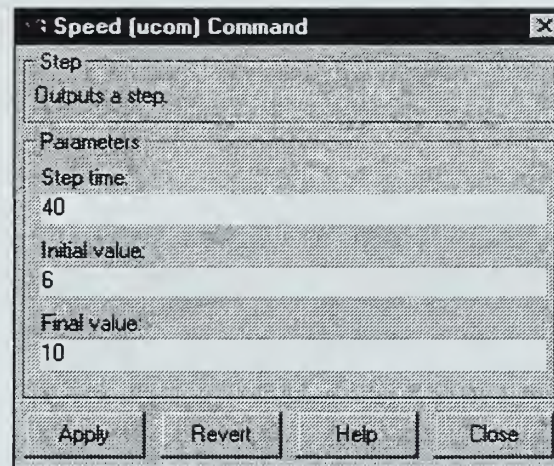 Speed (ucom) Command
Step
Outputs a step.
Parameters
Step time:
40
Initial value:
6
Final value:
10
Apply Revert Help Close